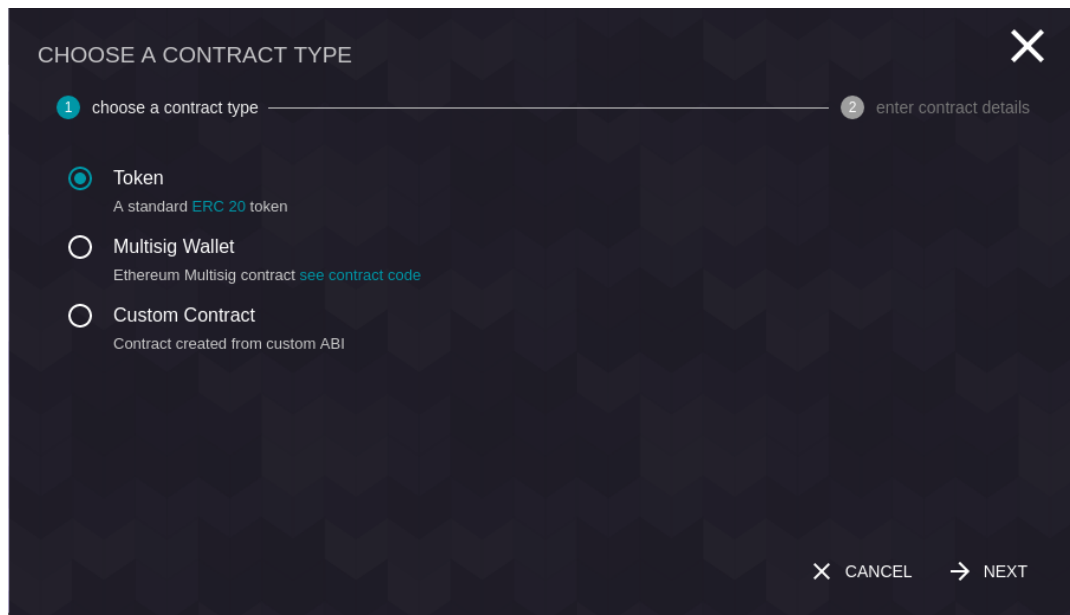 CHOOSE A CONTRACT TYPE
1 choose a contract type 2 enter contract details
Token
A standard ERC 20 token
Multisig Wallet
Ethereum Multisig contract see contract code
Custom Contract
Contract created from custom ABI
CANCEL NEXT